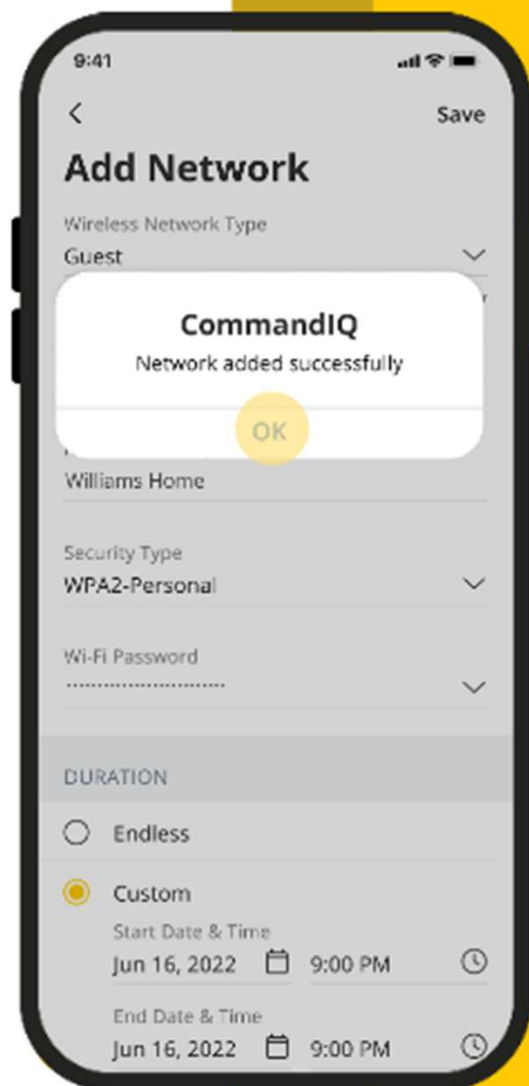 9:41
Save
Add Network
Wireless Network Type
Guest
CommandIQ
Network added successfully
OK
Williams Home
Security Type
WPA2-Personal
Wi-Fi Password
DURATION
Endless
Custom
Start Date & Time
Jun 16, 2022 9:00 PM
End Date & Time
Jun 16, 2022 9:00 PM